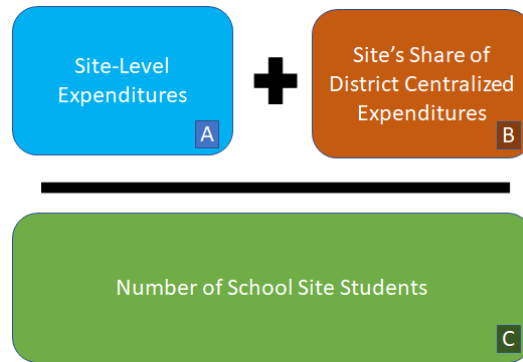 Site-Level
Expenditures
A
Site's Share of
District Centralized
Expenditures
B
Number of School Site Students
C